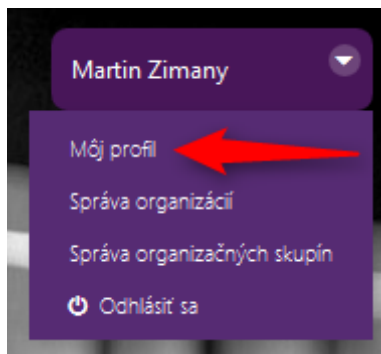 Martin Zimany
Môj profil
Správa organizácií
Správa organizačných skupín
Odhlásiť sa